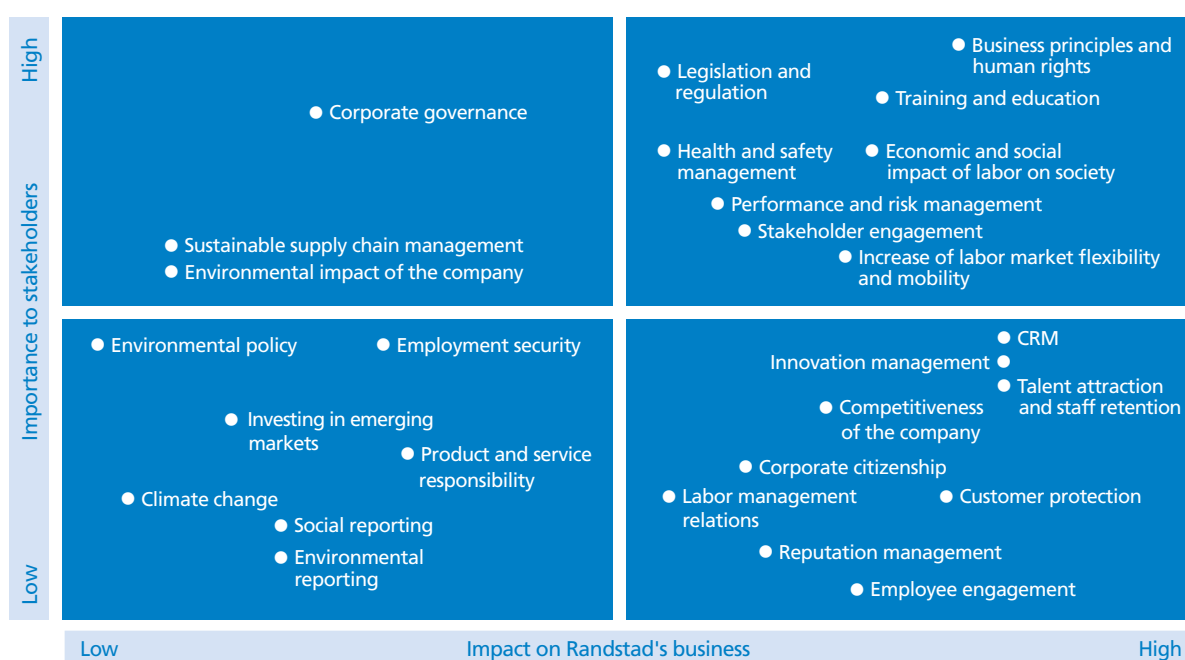 High
Importance to stakeholders
Low
Corporate governance
Sustainable supply chain management
Environmental impact of the company
Business principles and
human rights
Legislation and
regulation
Training and education
Health and safety
management
Economic and social
impact of labor on society
Performance and risk management
Stakeholder engagement
Increase of labor market flexibility
and mobility
Environmental policy
Employment security
Investing in emerging
markets
Product and service
responsibility
Climate change
Social reporting
Environmental
reporting
CRM
Innovation management
Talent attraction
and staff retention
Competitiveness
of the company
Corporate citizenship
Labor management
relations
Customer protection
Reputation management
Employee engagement
Low
Impact on Randstad's business
High